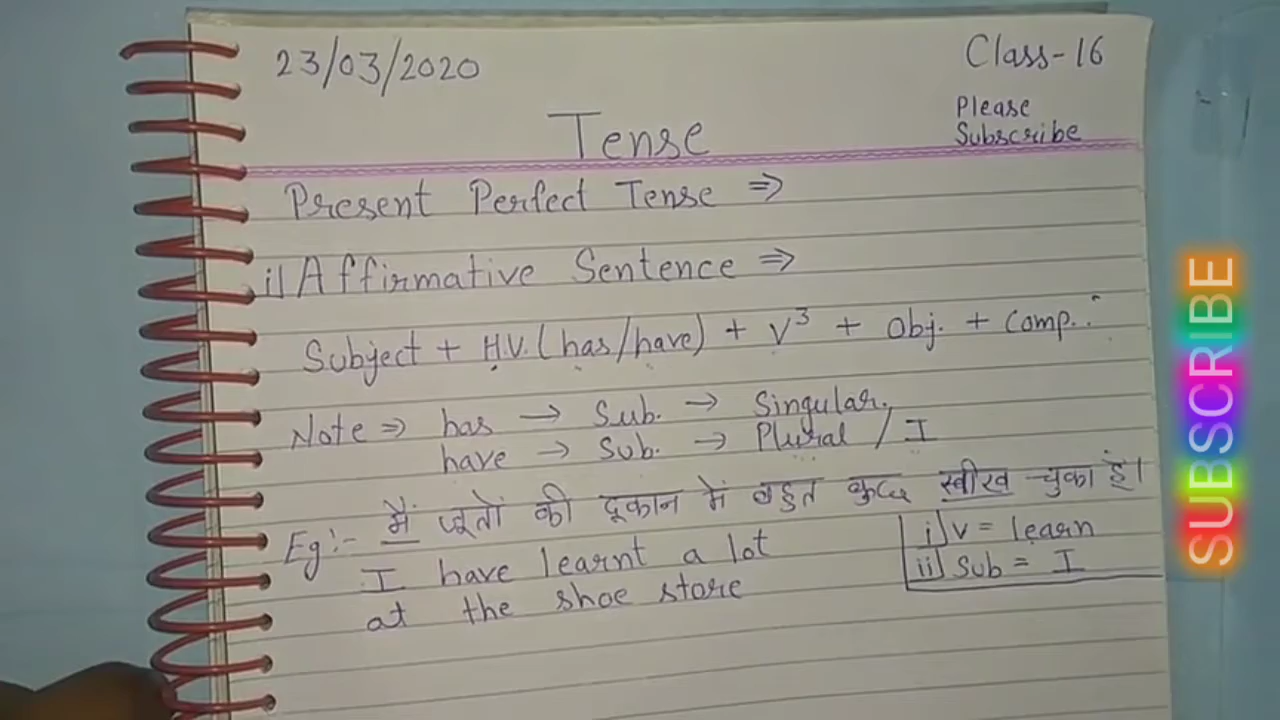 23/03/2020
Class-16
Please
Subscribe
Tense
Present Perfect Tense ⇒
i) Affirmative Sentence ⇒
Subject + H.V. (has/have) + V³ + Obj. + Comp..
Note ⇒ has → Sub. → Singular.
have → Sub. → Plural / I
Eg:- मैं जूतों की दूकान में बहुत कुछ सीख चुका हूं।
I have learnt a lot
at the shoe store
i) V = learn
ii) Sub = I
SUBSCRIBE